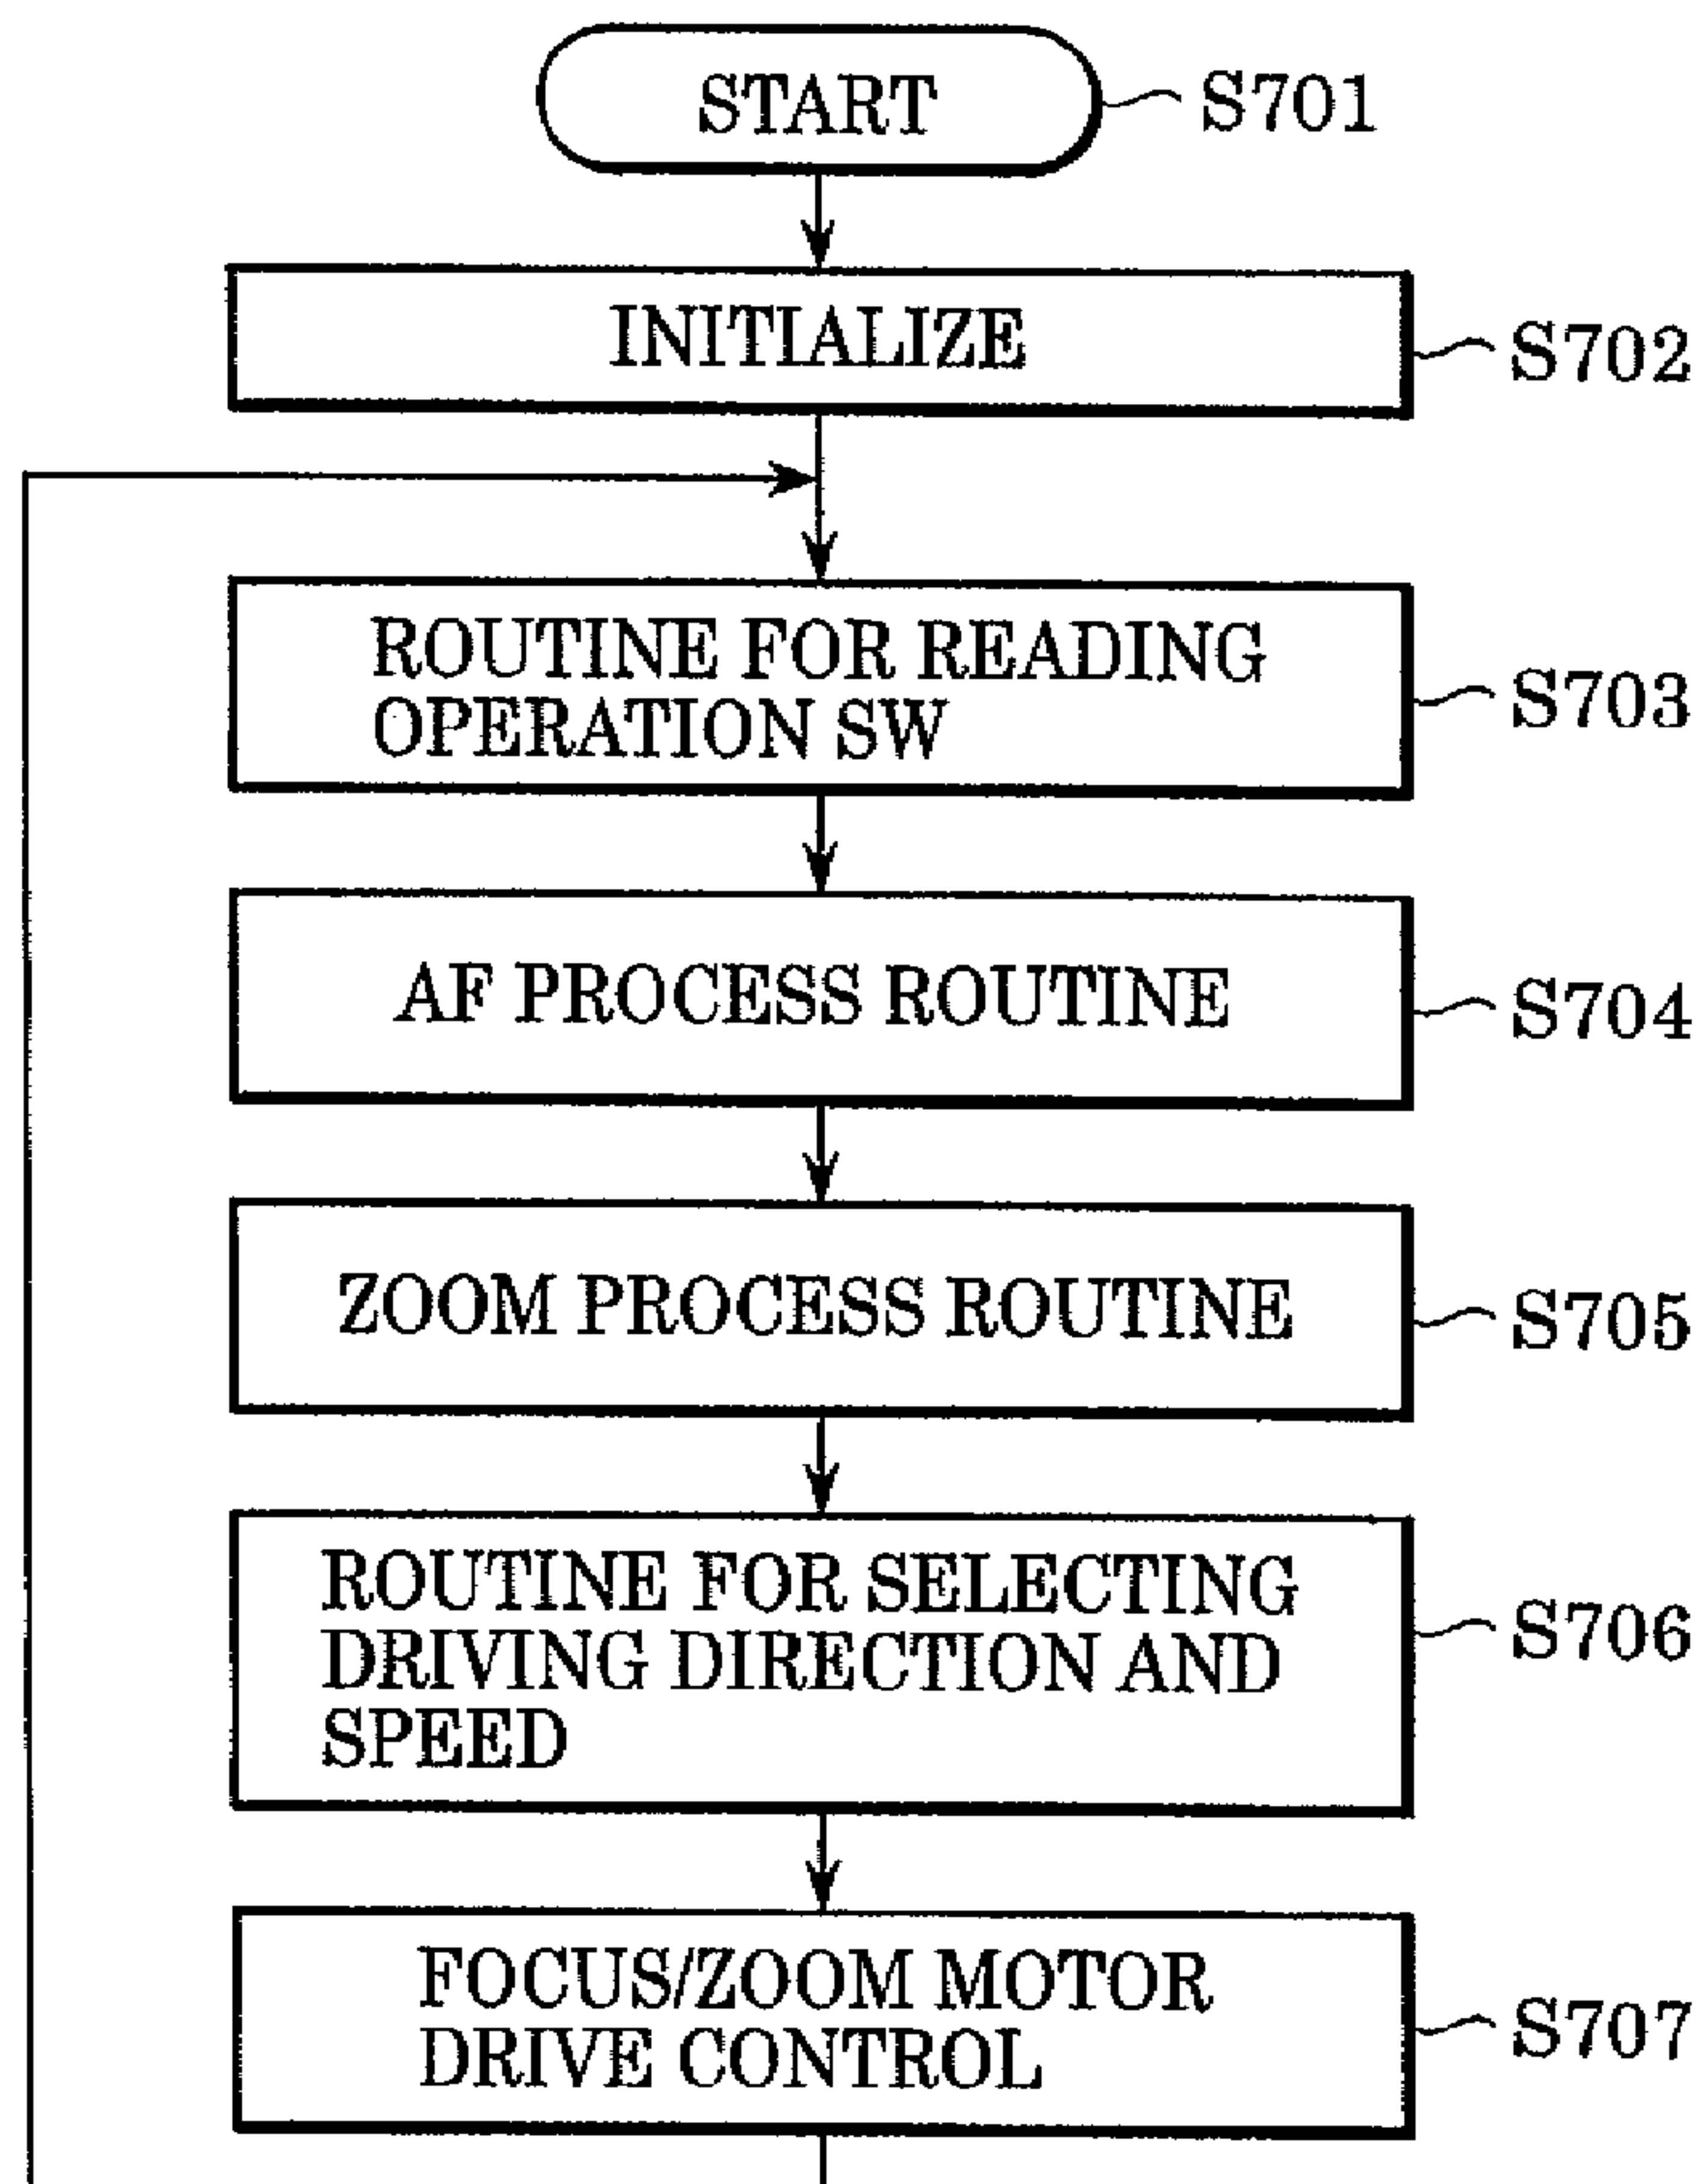 START S701
INITIALIZE S702
ROUTINE FOR READING
OPERATION SW
S703
AF PROCESS ROUTINE S704
ZOOM PROCESS ROUTINE S705
ROUTINE FOR SELECTING
DRIVING DIRECTION AND
SPEED
S706
FOCUS/ZOOM MOTOR
DRIVE CONTROL
S707